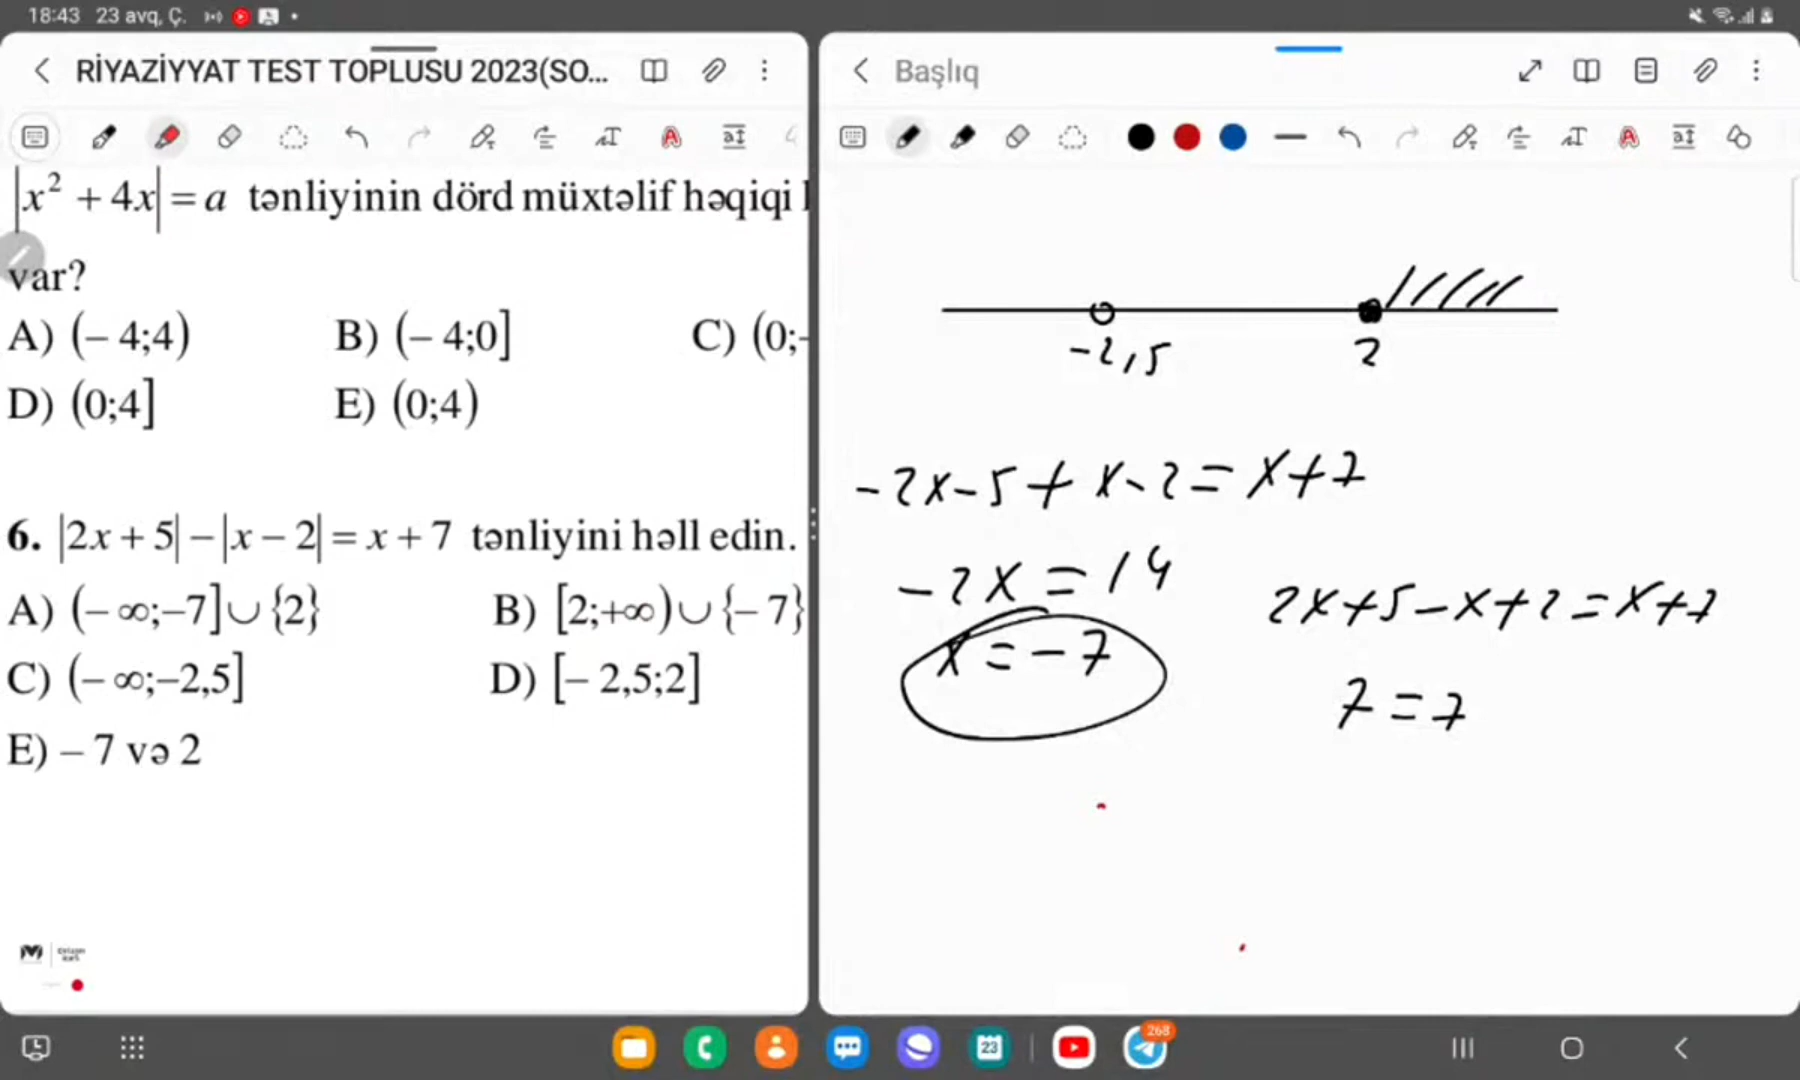 18:43 23 avq, Ç.
RİYAZİYYAT TEST TOPLUSU 2023(SO...
|x² + 4x| = a tənliyinin dörd müxtəlif həqiqi
var?
A) (– 4;4) B) (– 4;0] C) (0;
D) (0;4] E) (0;4)
6. |2x + 5| – |x – 2| = x + 7 tənliyini həll edin.
A) (– ∞;–7]∪{2} B) [2;+∞)∪{– 7}
C) (– ∞;–2,5] D) [– 2,5;2]
E) – 7 və 2
Başlıq
-2,5 2
-2x-5+x-2=x+7
-2x=14
x=-7
2x+5-x+2=x+7
7=7
23
268